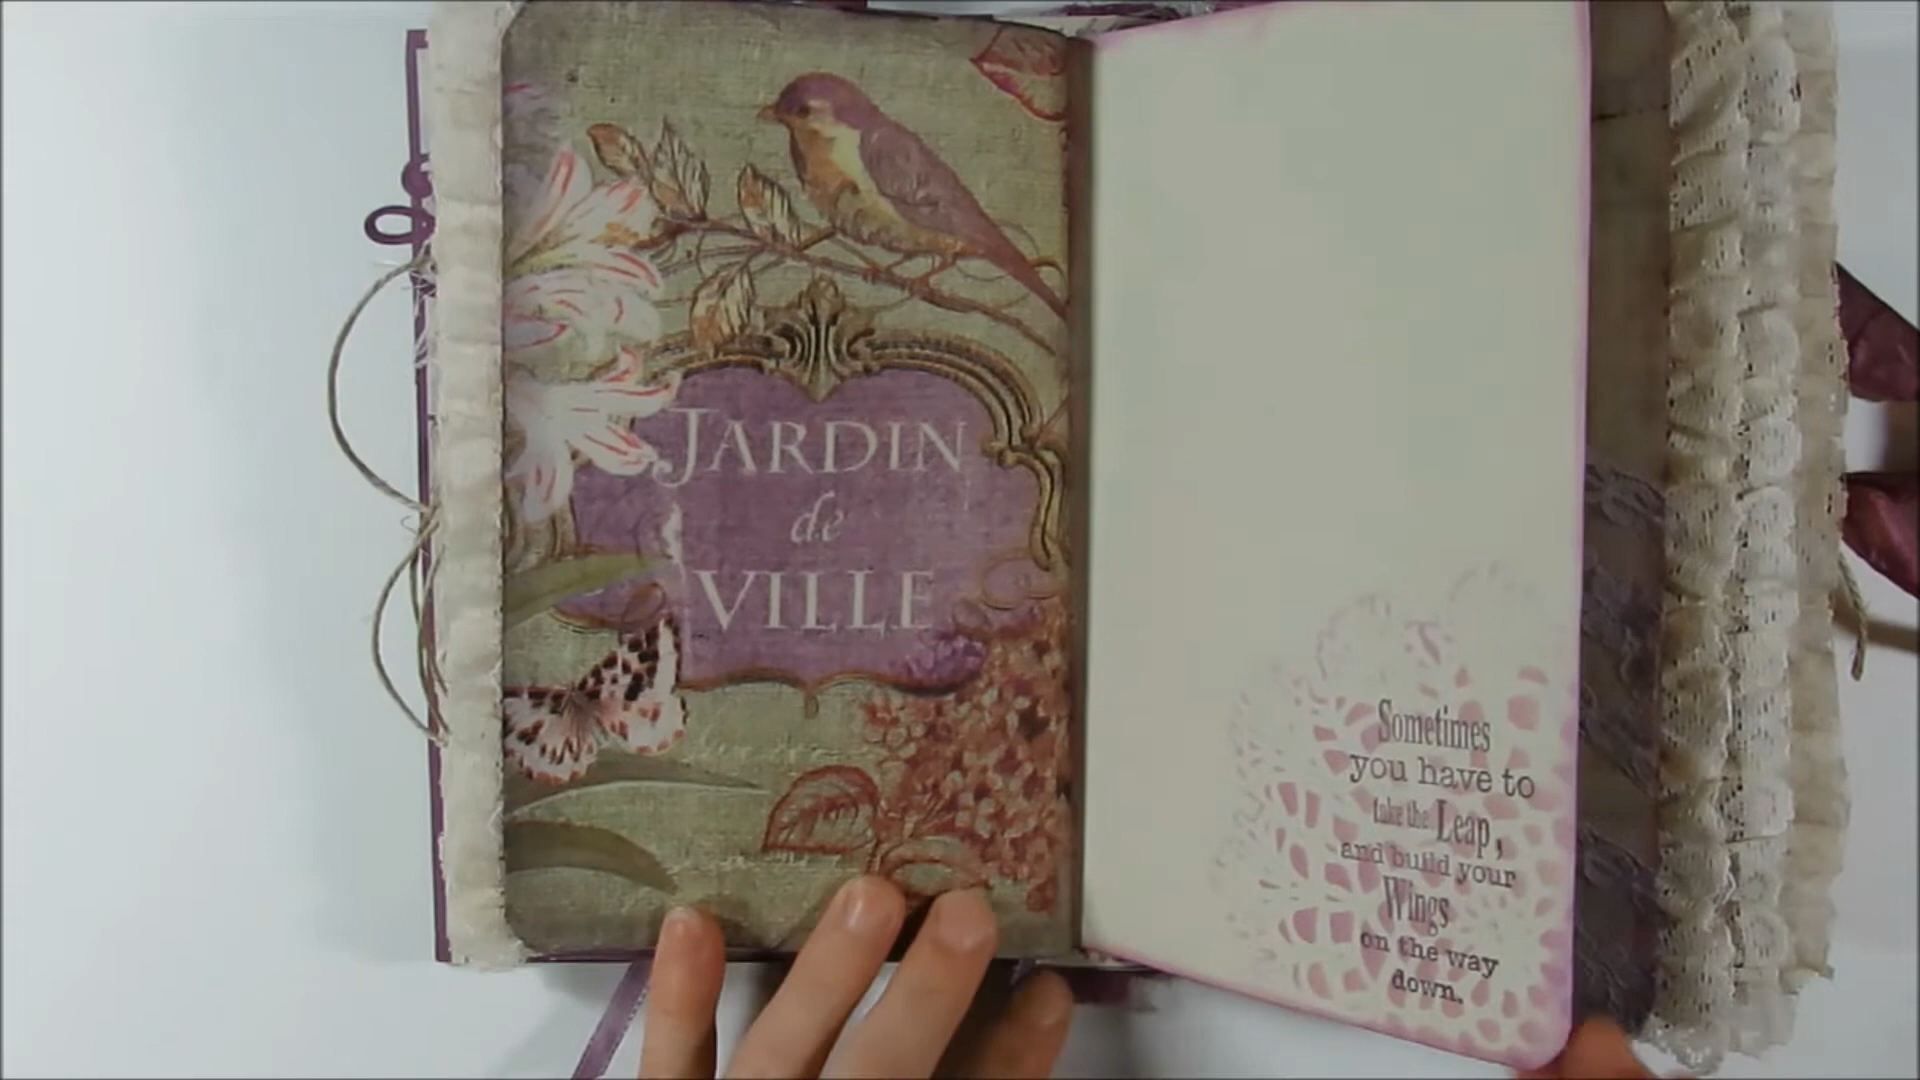 JARDIN
de
VILLE
Sometimes
you have to
take the Leap,
and build your
Wings
on the way
down.